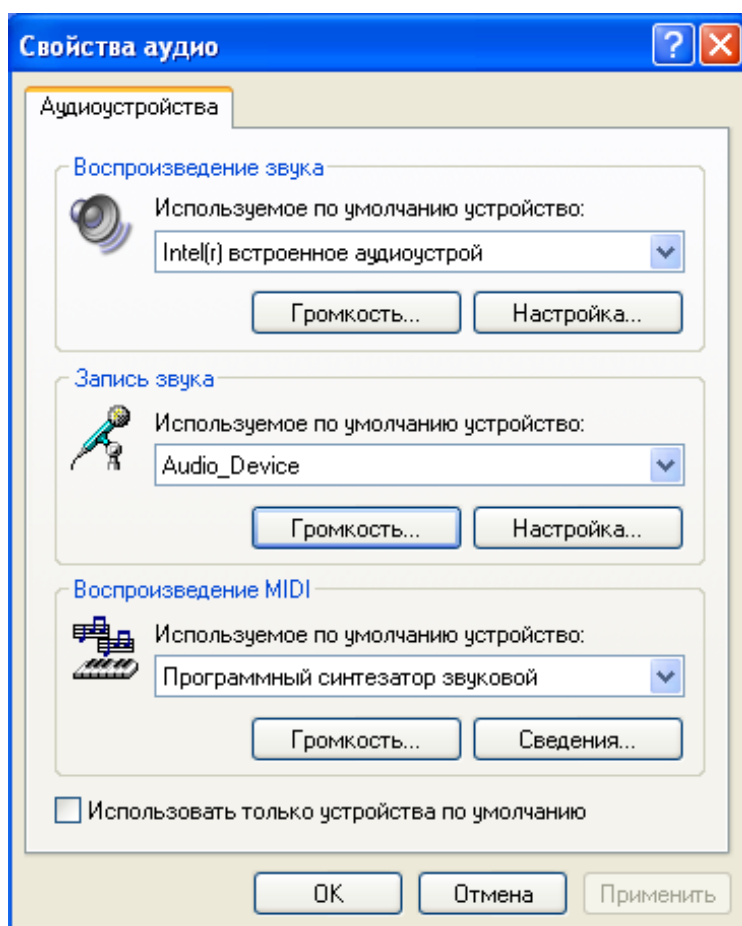 Свойства аудио
?
Аудиоустройства
Воспроизведение звука
Используемое по умолчанию устройство:
Intel(r) встроенное аудиоустрой
Громкость... Настройка...
Запись звука
Используемое по умолчанию устройство:
Audio_Device
Громкость... Настройка...
Воспроизведение MIDI
Используемое по умолчанию устройство:
Программный синтезатор звуковой
Громкость... Сведения...
Использовать только устройства по умолчанию
OK Отмена Применить